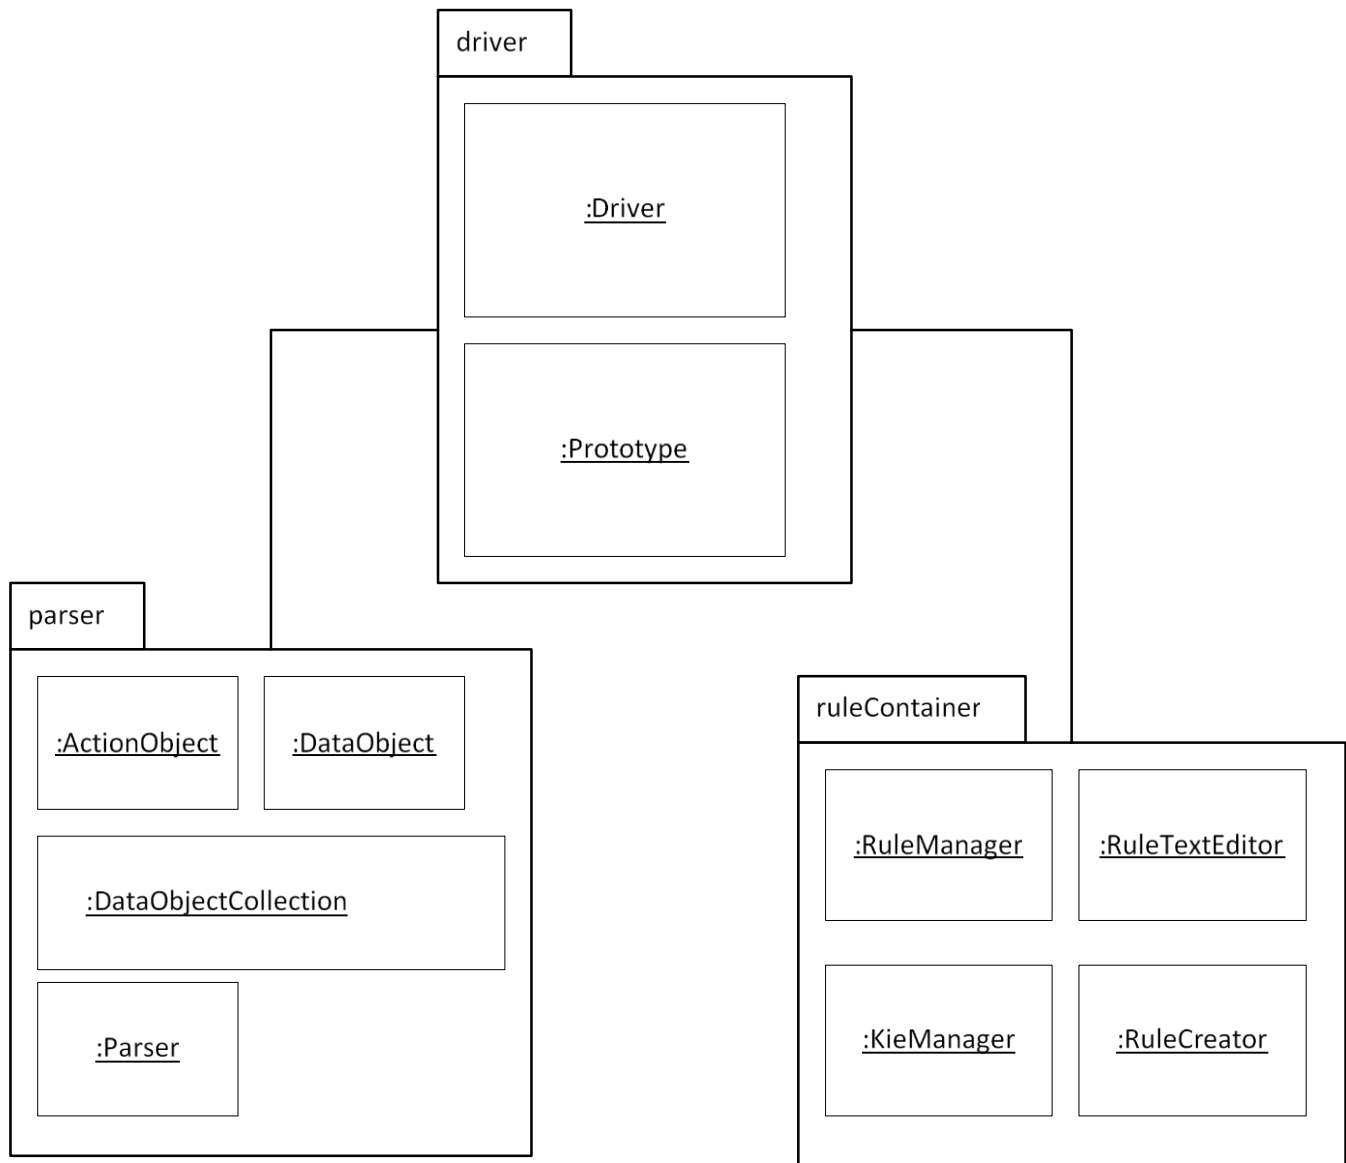 driver
:Driver
:Prototype
parser
:ActionObject
:DataObject
:DataObjectCollection
:Parser
ruleContainer
:RuleManager
:RuleTextEditor
:KieManager
:RuleCreator